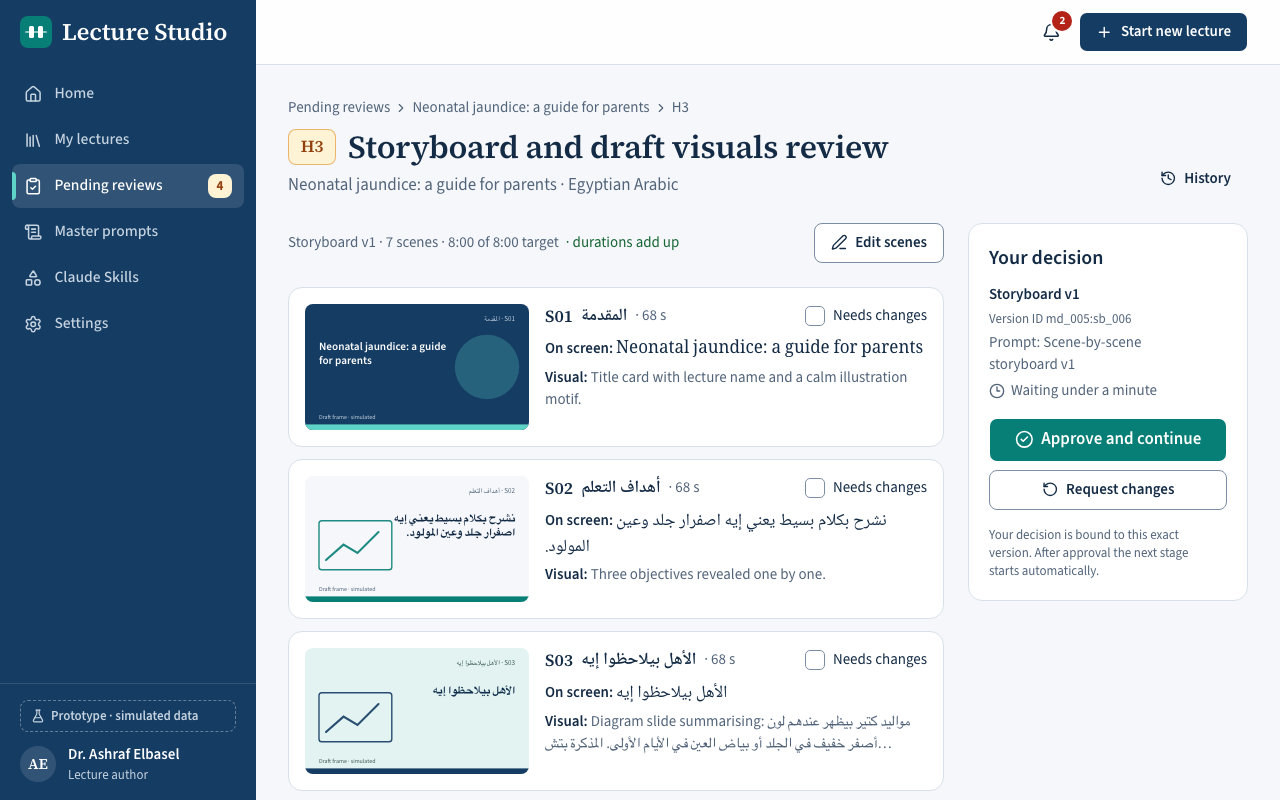 Lecture Studio
Home
My lectures
Pending reviews 4
Master prompts
Claude Skills
Settings
Prototype · simulated data
AE
Dr. Ashraf Elbasel
Lecture author
2
Start new lecture
Pending reviews > Neonatal jaundice: a guide for parents > H3
H3 Storyboard and draft visuals review
Neonatal jaundice: a guide for parents · Egyptian Arabic
History
Storyboard v1 · 7 scenes · 8:00 of 8:00 target · durations add up
Edit scenes
S01 · المقدمة
Neonatal jaundice: a guide
for parents
Draft frame · simulated
S01 المقدمة · 68 s
Needs changes
On screen: Neonatal jaundice: a guide for parents
Visual: Title card with lecture name and a calm illustration
motif.
S02 · أهداف التعلم
نشرح بكلام بسيط يعني إيه
اصفرار جلد وعين المولود.
Draft frame · simulated
S02 أهداف التعلم · 68 s
Needs changes
On screen: نشرح بكلام بسيط يعني إيه اصفرار جلد وعين
المولود.
Visual: Three objectives revealed one by one.
S03 · الأهل بيلاحظوا إيه
الأهل بيلاحظوا إيه
Draft frame · simulated
S03 الأهل بيلاحظوا إيه · 68 s
Needs changes
On screen: الأهل بيلاحظوا إيه
Visual: Diagram slide summarising: مواليد كتير بيظهر عندهم لون
أصفر خفيف في الجلد أو بياض العين في الأيام الأولى. المذكرة بتش…
Your decision
Storyboard v1
Version ID md_005:sb_006
Prompt: Scene-by-scene
storyboard v1
Waiting under a minute
Approve and continue
Request changes
Your decision is bound to this exact
version. After approval the next stage
starts automatically.